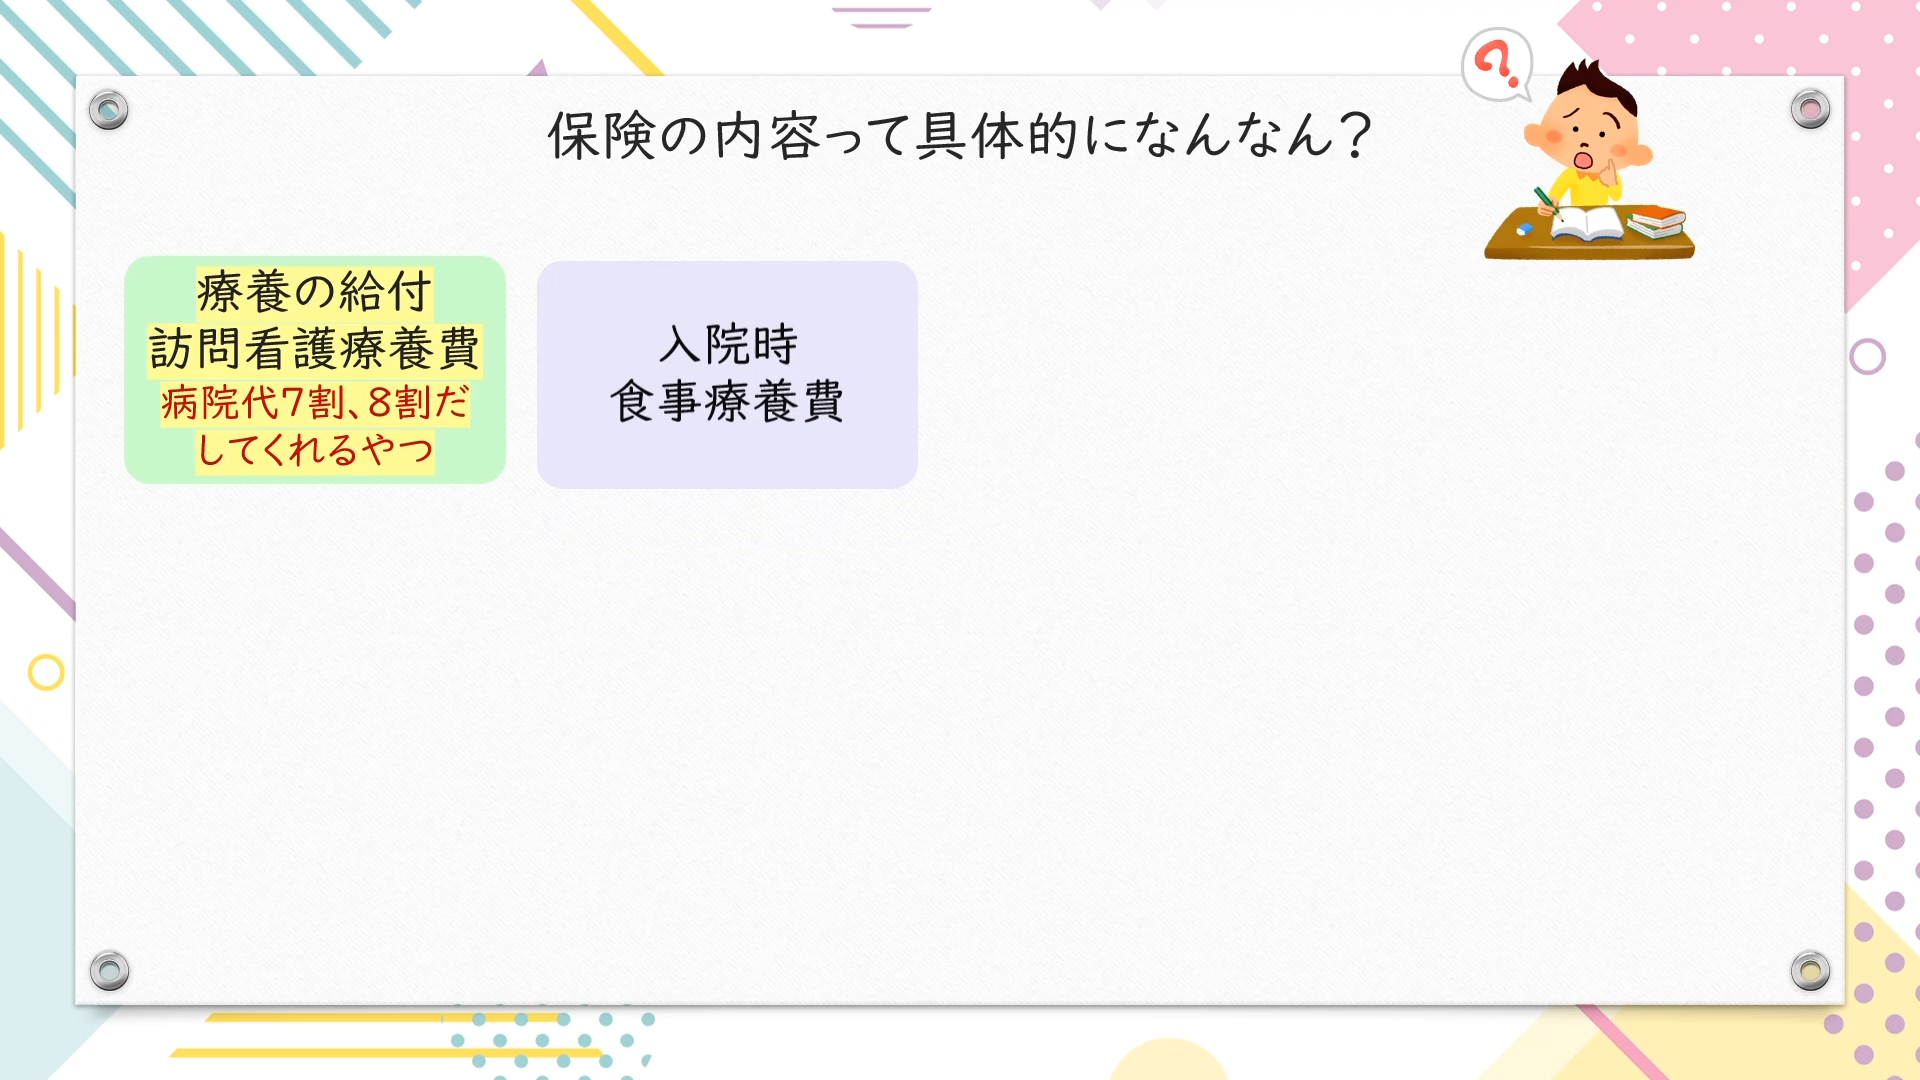 保険の内容って具体的になんなん？
?
療養の給付
訪問看護療養費
病院代7割、8割だ
してくれるやつ
入院時
食事療養費